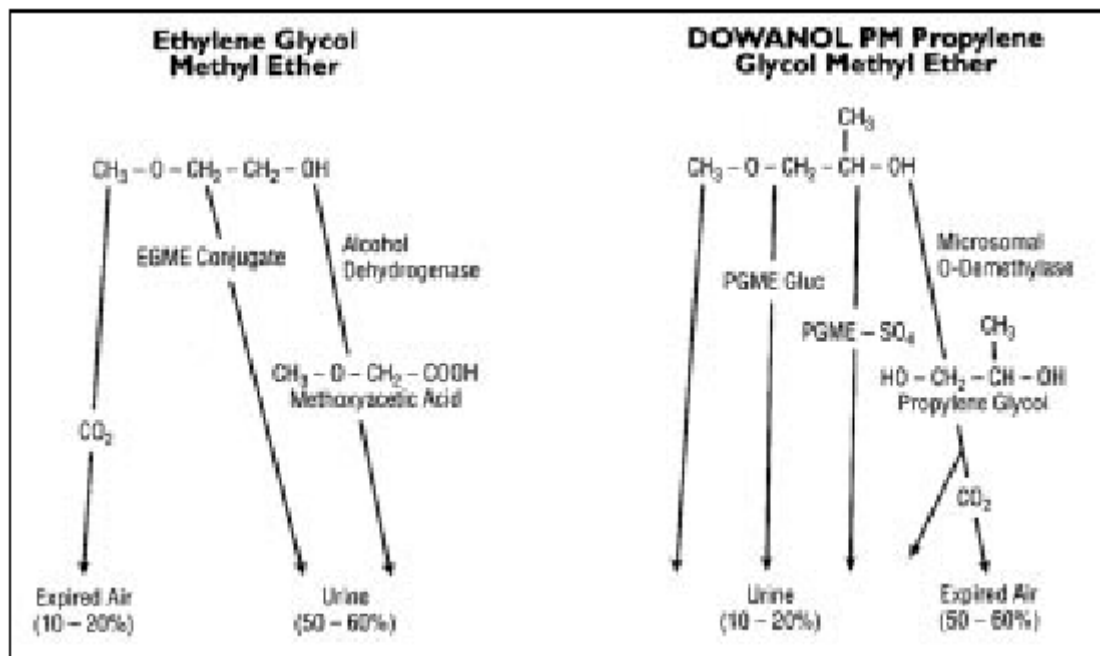 Ethylene Glycol
Methyl Ether
CH₃ – O – CH₂ – CH₂ – OH
EGME Conjugate
Alcohol
Dehydrogenase
CH₃ – O – CH₂ – COOH
Methoxyacetic Acid
CO₂
Expired Air
(10 – 20%)
Urine
(50 – 60%)
DOWANOL PM Propylene
Glycol Methyl Ether
CH₃
CH₃ – O – CH₂ – CH – OH
Microsomal
O-Demethylase
PGME Gluc
PGME – SO₄
CH₃
HO – CH₂ – CH – OH
Propylene Glycol
CO₂
Urine
(10 – 20%)
Expired Air
(50 – 60%)